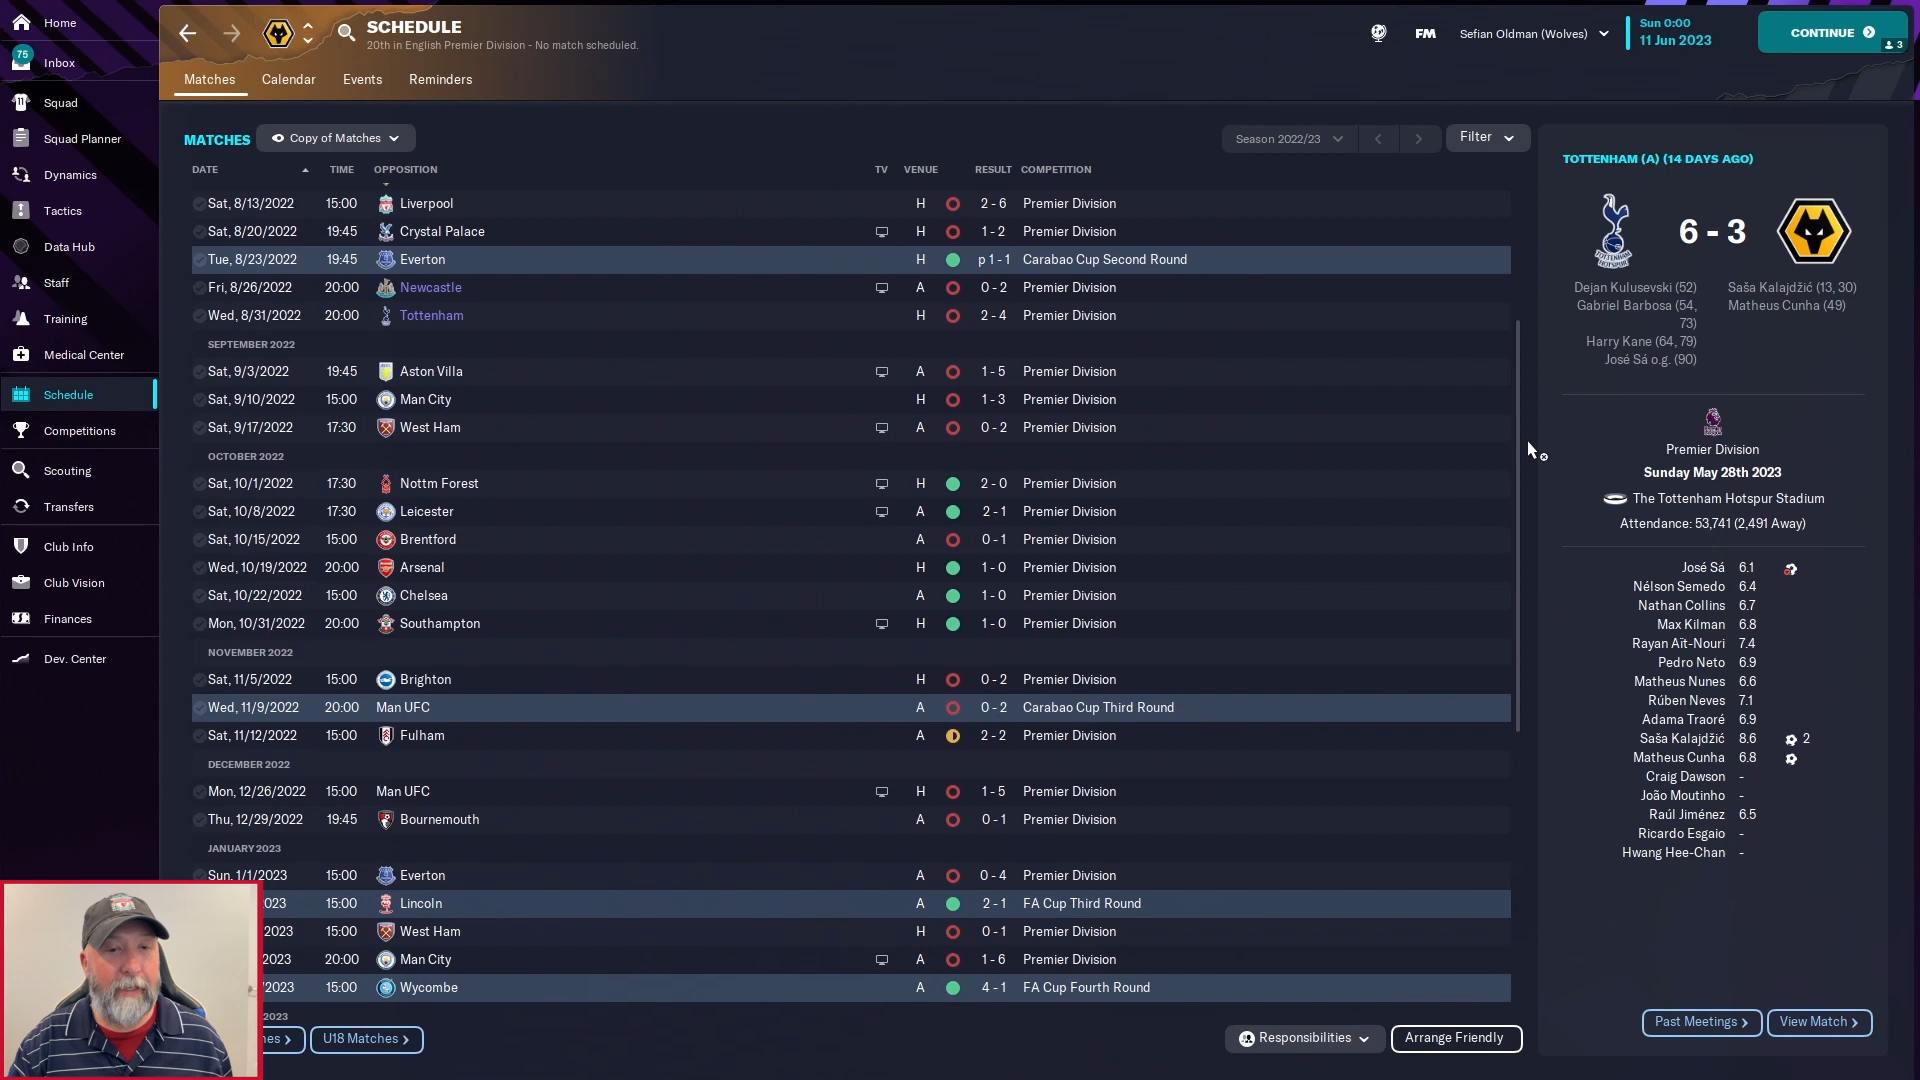 Home
75
Inbox
Squad
Squad Planner
Dynamics
Tactics
Data Hub
Staff
Training
Medical Center
Schedule
Competitions
Scouting
Transfers
Club Info
Club Vision
Finances
Dev. Center
SCHEDULE
20th in English Premier Division - No match scheduled.
FM
Sefian Oldman (Wolves)
Sun 0:00
11 Jun 2023
CONTINUE
3
Matches Calendar Events Reminders
MATCHES
Copy of Matches
Season 2022/23
Filter
DATE TIME OPPOSITION TV VENUE RESULT COMPETITION
Sat, 8/13/2022 15:00 Liverpool H 2 - 6 Premier Division
Sat, 8/20/2022 19:45 Crystal Palace H 1 - 2 Premier Division
Tue, 8/23/2022 19:45 Everton H p 1 - 1 Carabao Cup Second Round
Fri, 8/26/2022 20:00 Newcastle A 0 - 2 Premier Division
Wed, 8/31/2022 20:00 Tottenham H 2 - 4 Premier Division
SEPTEMBER 2022
Sat, 9/3/2022 19:45 Aston Villa A 1 - 5 Premier Division
Sat, 9/10/2022 15:00 Man City H 1 - 3 Premier Division
Sat, 9/17/2022 17:30 West Ham A 0 - 2 Premier Division
OCTOBER 2022
Sat, 10/1/2022 17:30 Nottm Forest H 2 - 0 Premier Division
Sat, 10/8/2022 17:30 Leicester A 2 - 1 Premier Division
Sat, 10/15/2022 15:00 Brentford A 0 - 1 Premier Division
Wed, 10/19/2022 20:00 Arsenal H 1 - 0 Premier Division
Sat, 10/22/2022 15:00 Chelsea A 1 - 0 Premier Division
Mon, 10/31/2022 20:00 Southampton H 1 - 0 Premier Division
NOVEMBER 2022
Sat, 11/5/2022 15:00 Brighton H 0 - 2 Premier Division
Wed, 11/9/2022 20:00 Man UFC A 0 - 2 Carabao Cup Third Round
Sat, 11/12/2022 15:00 Fulham A 2 - 2 Premier Division
DECEMBER 2022
Mon, 12/26/2022 15:00 Man UFC H 1 - 5 Premier Division
Thu, 12/29/2022 19:45 Bournemouth A 0 - 1 Premier Division
JANUARY 2023
Sun, 1/1/2023 15:00 Everton A 0 - 4 Premier Division
023 15:00 Lincoln A 2 - 1 FA Cup Third Round
2023 15:00 West Ham H 0 - 1 Premier Division
2023 20:00 Man City A 1 - 6 Premier Division
/2023 15:00 Wycombe A 4 - 1 FA Cup Fourth Round
2023
hes
U18 Matches
Responsibilities
Arrange Friendly
TOTTENHAM (A) (14 DAYS AGO)
6 - 3
Dejan Kulusevski (52)
Gabriel Barbosa (54,
73)
Harry Kane (64, 79)
José Sá o.g. (90)
Saša Kalajdžić (13, 30)
Matheus Cunha (49)
Premier Division
Sunday May 28th 2023
The Tottenham Hotspur Stadium
Attendance: 53,741 (2,491 Away)
José Sá 6.1
Nélson Semedo 6.4
Nathan Collins 6.7
Max Kilman 6.8
Rayan Aït-Nouri 7.4
Pedro Neto 6.9
Matheus Nunes 6.6
Rúben Neves 7.1
Adama Traoré 6.9
Saša Kalajdžić 8.6 2
Matheus Cunha 6.8
Craig Dawson -
João Moutinho -
Raúl Jiménez 6.5
Ricardo Esgaio -
Hwang Hee-Chan -
Past Meetings
View Match